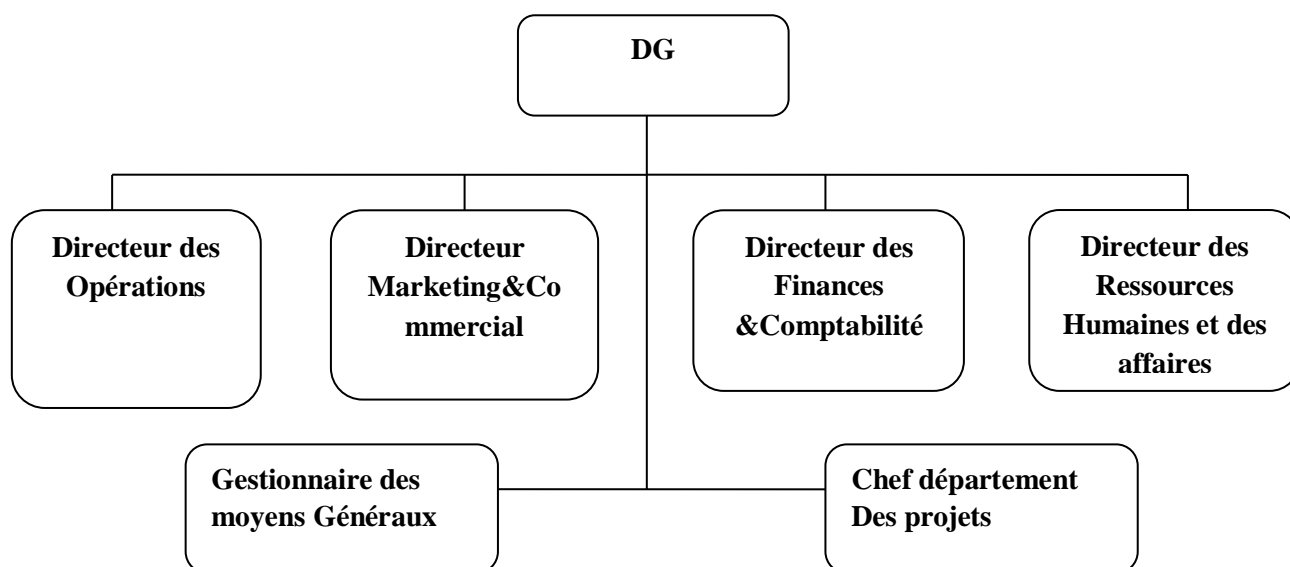 DG
Directeur des
Opérations
Directeur
Marketing&Co
mmercial
Directeur des
Finances
&Comptabilité
Directeur des
Ressources
Humaines et des
affaires
Gestionnaire des
moyens Généraux
Chef département
Des projets